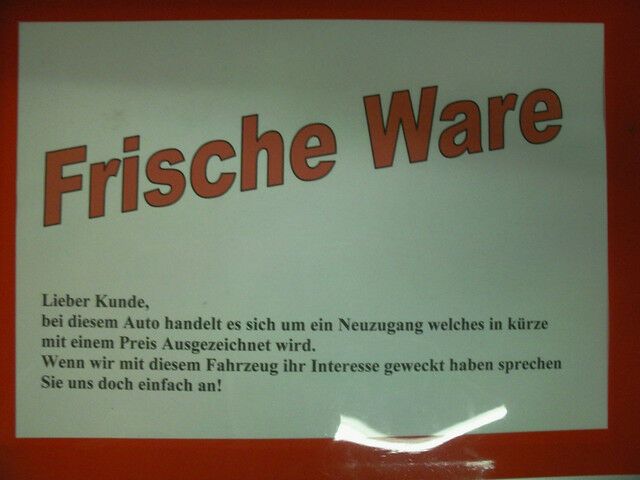 Frische Ware
Lieber Kunde,
bei diesem Auto handelt es sich um ein Neuzugang welches in kürze
mit einem Preis Ausgezeichnet wird.
Wenn wir mit diesem Fahrzeug ihr Interesse geweckt haben sprechen
Sie uns doch einfach an!